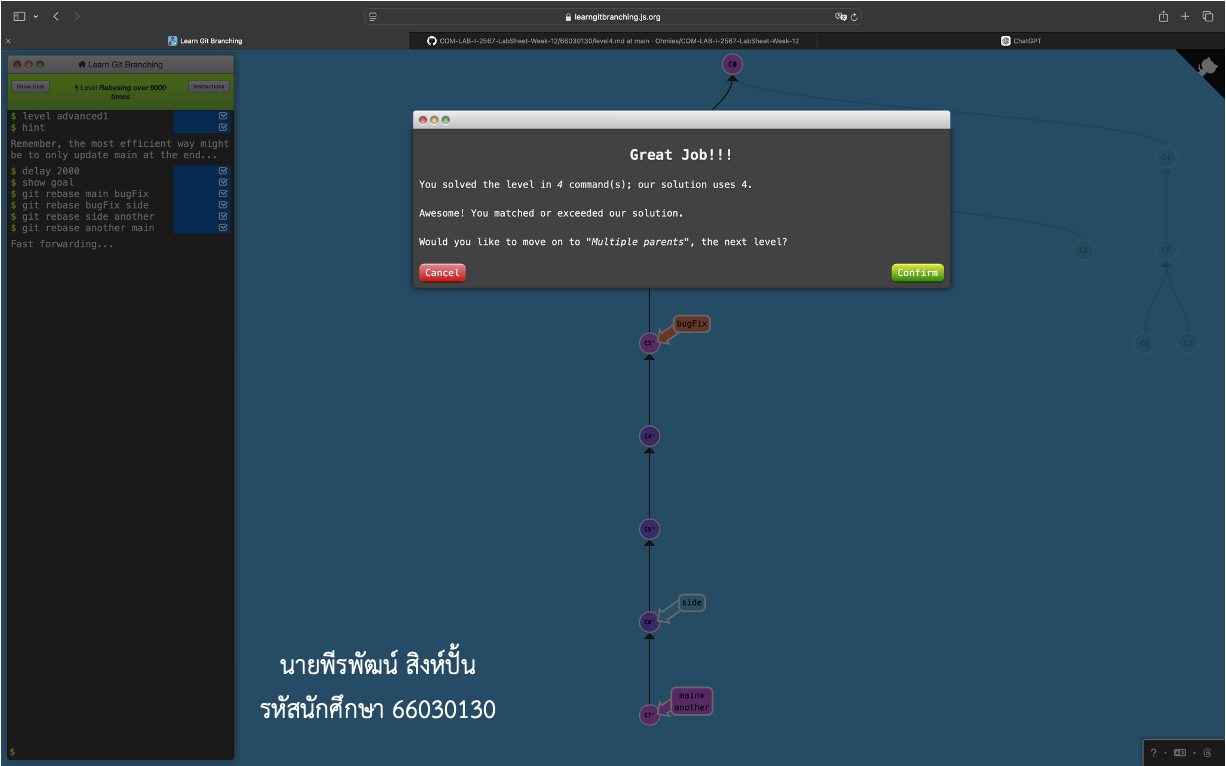 learngitbranching.js.org
Learn Git Branching
COM-LAB-I-2567-LabSheet-Week-12/66030130/level4.md at main · Ohmies/COM-LAB-I-2567-LabSheet-Week-12
ChatGPT
Learn Git Branching
Show Goal
Level Rebasing over 9000 times
Instructions
$ level advanced1
$ hint
Remember, the most efficient way might
be to only update main at the end...
$ delay 2000
$ show goal
$ git rebase main bugFix
$ git rebase bugFix side
$ git rebase side another
$ git rebase another main
Fast forwarding...
$
C0
Great Job!!!
You solved the level in 4 command(s); our solution uses 4.
Awesome! You matched or exceeded our solution.
Would you like to move on to "Multiple parents", the next level?
Cancel
Confirm
bugFix
C3'
C4'
C5'
side
C6'
main*
another
C7'
C4
C5
C6
C7
นายพีรพัฒน์ สิงห์ปั้น
รหัสนักศึกษา 66030130
?